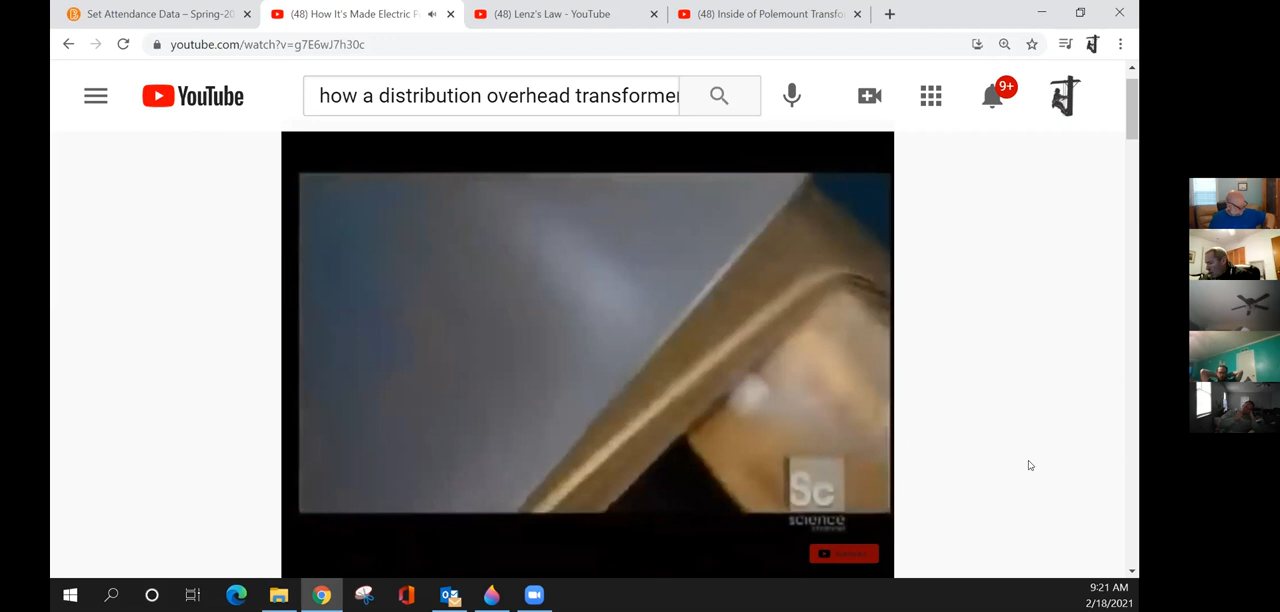 Set Attendance Data – Spring-20
(48) How It's Made Electric P
(48) Lenz's Law - YouTube
(48) Inside of Polemount Transfo
youtube.com/watch?v=g7E6wJ7h30c
YouTube
how a distribution overhead transformer
9+
Sc
science
9:21 AM
2/18/2021